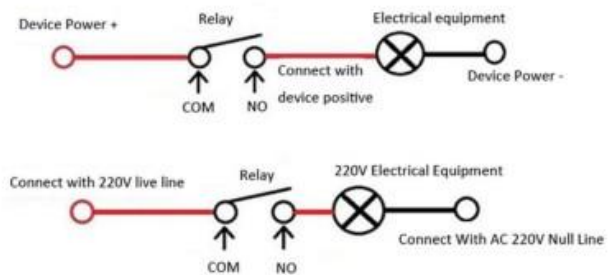 Device Power +
Relay
Electrical equipment
Connect with
device positive
Device Power -
COM
NO
Connect with 220V live line
Relay
220V Electrical Equipment
Connect With AC 220V Null Line
COM
NO